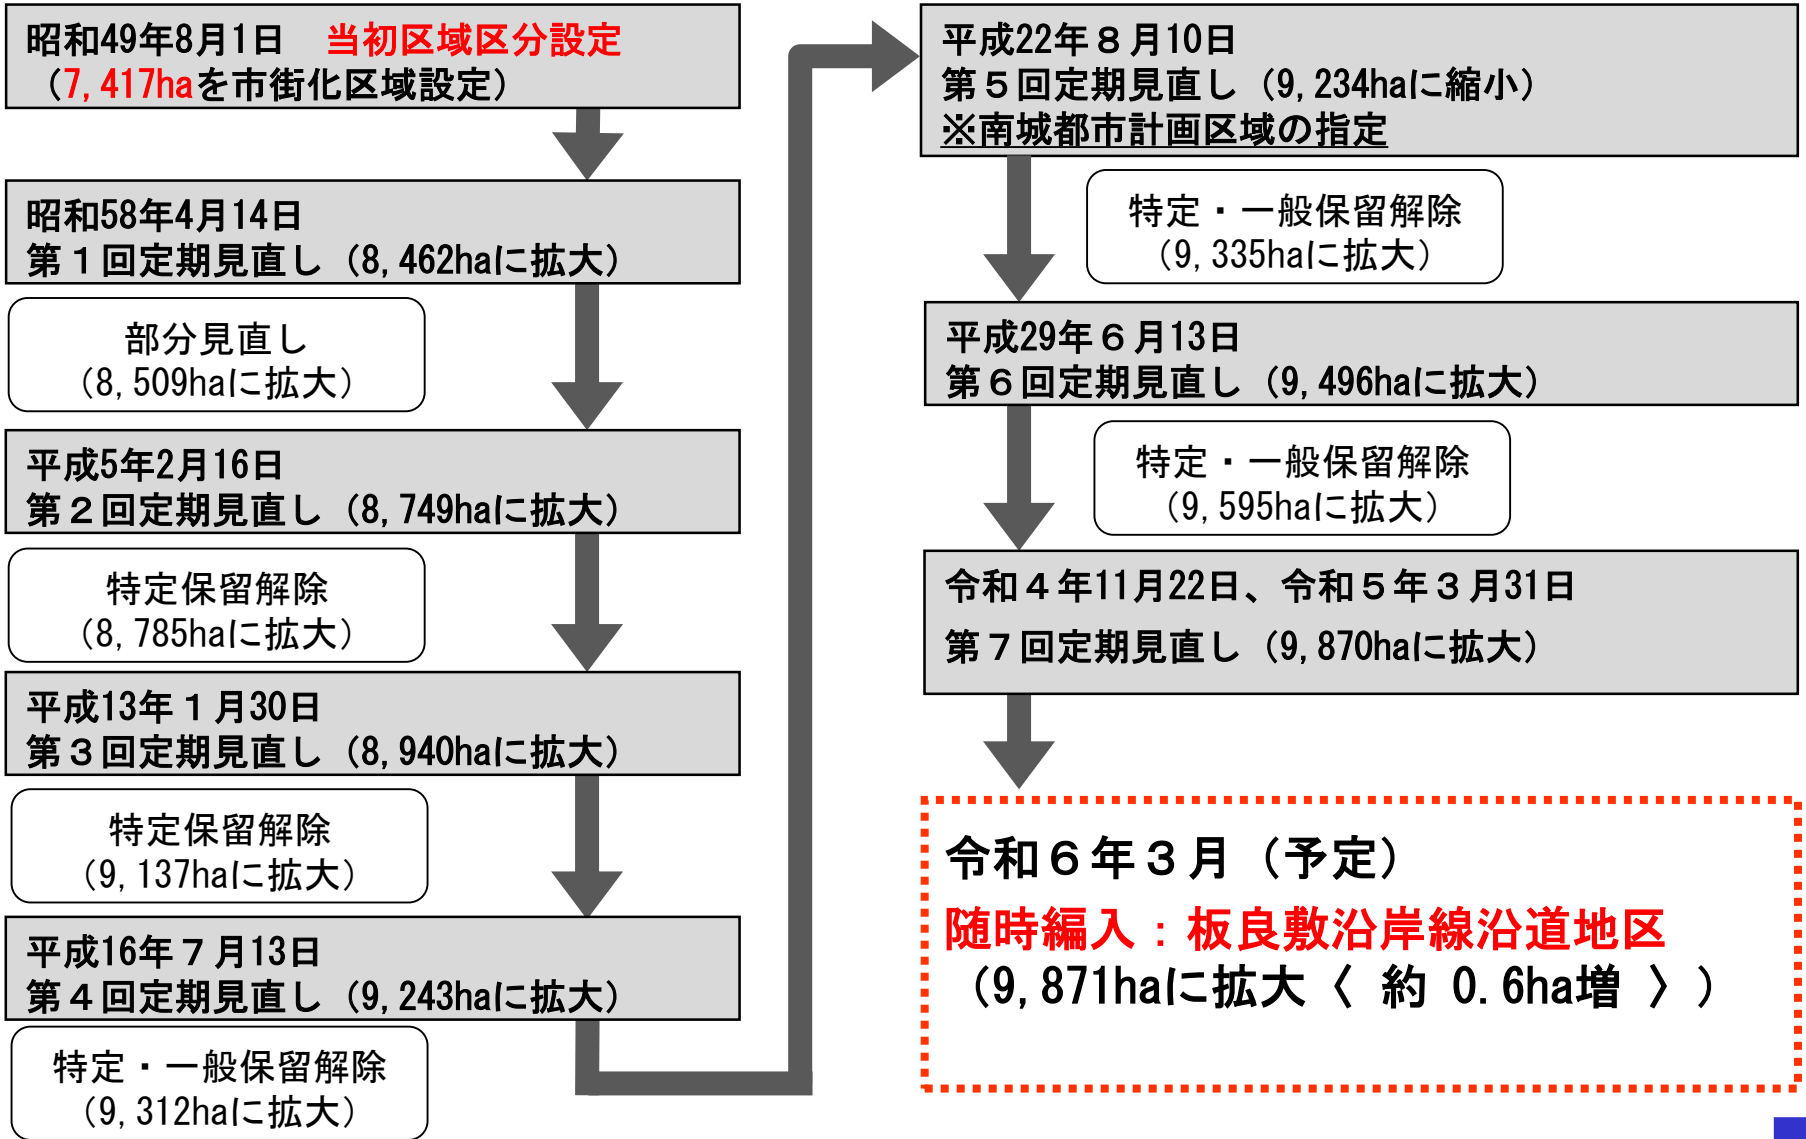 昭和49年8月1日　当初区域区分設定
（7,417haを市街化区域設定）
昭和58年4月14日
第１回定期見直し（8,462haに拡大）
部分見直し
（8,509haに拡大）
平成5年2月16日
第２回定期見直し（8,749haに拡大）
特定保留解除
（8,785haに拡大）
平成13年１月30日
第３回定期見直し（8,940haに拡大）
特定保留解除
（9,137haに拡大）
平成16年７月13日
第４回定期見直し（9,243haに拡大）
特定・一般保留解除
（9,312haに拡大）
平成22年８月10日
第５回定期見直し（9,234haに縮小）
※南城都市計画区域の指定
特定・一般保留解除
（9,335haに拡大）
平成29年６月13日
第６回定期見直し（9,496haに拡大）
特定・一般保留解除
（9,595haに拡大）
令和４年11月22日、令和５年３月31日
第７回定期見直し（9,870haに拡大）
令和６年３月（予定）
随時編入：板良敷沿岸線沿道地区
（9,871haに拡大〈 約 0.6ha増 〉）